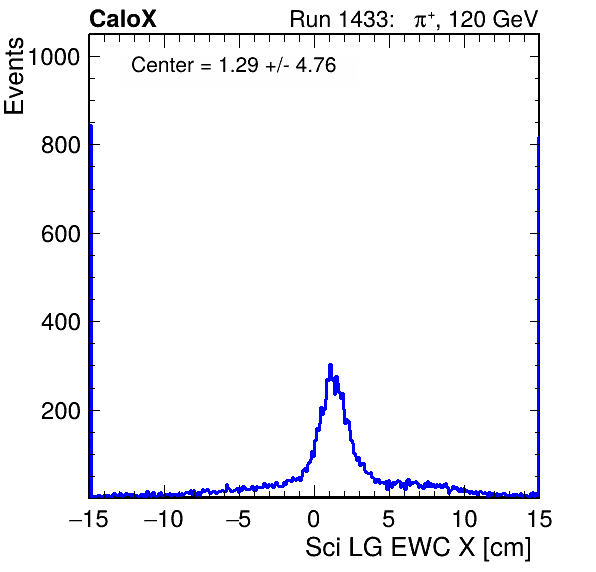 CaloX Run 1433: π⁺, 120 GeV
Events
Center = 1.29 +/- 4.76
1000
800
600
400
200
−15 −10 −5 0 5 10 15
Sci LG EWC X [cm]